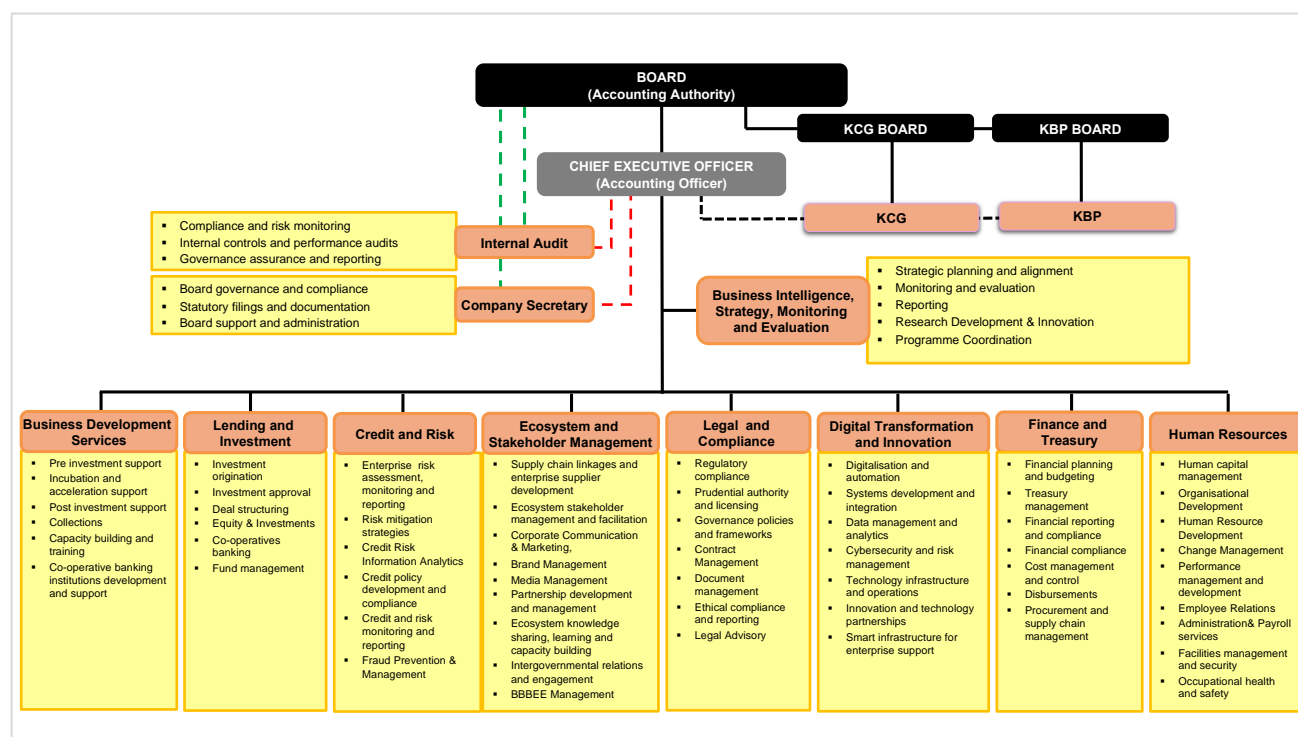 BOARD
(Accounting Authority)
KCG BOARD
KBP BOARD
CHIEF EXECUTIVE OFFICER
(Accounting Officer)
KCG
KBP
▪ Compliance and risk monitoring
▪ Internal controls and performance audits
▪ Governance assurance and reporting
Internal Audit
▪ Board governance and compliance
▪ Statutory filings and documentation
▪ Board support and administration
Company Secretary
Business Intelligence,
Strategy, Monitoring
and Evaluation
▪ Strategic planning and alignment
▪ Monitoring and evaluation
▪ Reporting
▪ Research Development & Innovation
▪ Programme Coordination
Business Development
Services
▪ Pre investment support
▪ Incubation and
acceleration support
▪ Post investment support
▪ Collections
▪ Capacity building and
training
▪ Co-operative banking
institutions development
and support
Lending and
Investment
▪ Investment
origination
▪ Investment approval
▪ Deal structuring
▪ Equity & Investments
▪ Co-operatives
banking
▪ Fund management
Credit and Risk
▪ Enterprise risk
assessment,
monitoring and
reporting
▪ Risk mitigation
strategies
▪ Credit Risk
Information Analytics
▪ Credit policy
development and
compliance
▪ Credit and risk
monitoring and
reporting
▪ Fraud Prevention &
Management
Ecosystem and
Stakeholder Management
▪ Supply chain linkages and
enterprise supplier
development
▪ Ecosystem stakeholder
management and facilitation
▪ Corporate Communication
& Marketing,
▪ Brand Management
▪ Media Management
▪ Partnership development
and management
▪ Ecosystem knowledge
sharing, learning and
capacity building
▪ Intergovernmental relations
and engagement
▪ BBBEE Management
Legal and
Compliance
▪ Regulatory
compliance
▪ Prudential authority
and licensing
▪ Governance policies
and frameworks
▪ Contract
Management
▪ Document
management
▪ Ethical compliance
and reporting
▪ Legal Advisory
Digital Transformation
and Innovation
▪ Digitalisation and
automation
▪ Systems development and
integration
▪ Data management and
analytics
▪ Cybersecurity and risk
management
▪ Technology infrastructure
and operations
▪ Innovation and technology
partnerships
▪ Smart infrastructure for
enterprise support
Finance and
Treasury
▪ Financial planning
and budgeting
▪ Treasury
management
▪ Financial reporting
and compliance
▪ Financial compliance
▪ Cost management
and control
▪ Disbursements
▪ Procurement and
supply chain
management
Human Resources
▪ Human capital
management
▪ Organisational
Development
▪ Human Resource
Development
▪ Change Management
▪ Performance
management and
development
▪ Employee Relations
▪ Administration& Payroll
services
▪ Facilities management
and security
▪ Occupational health
and safety